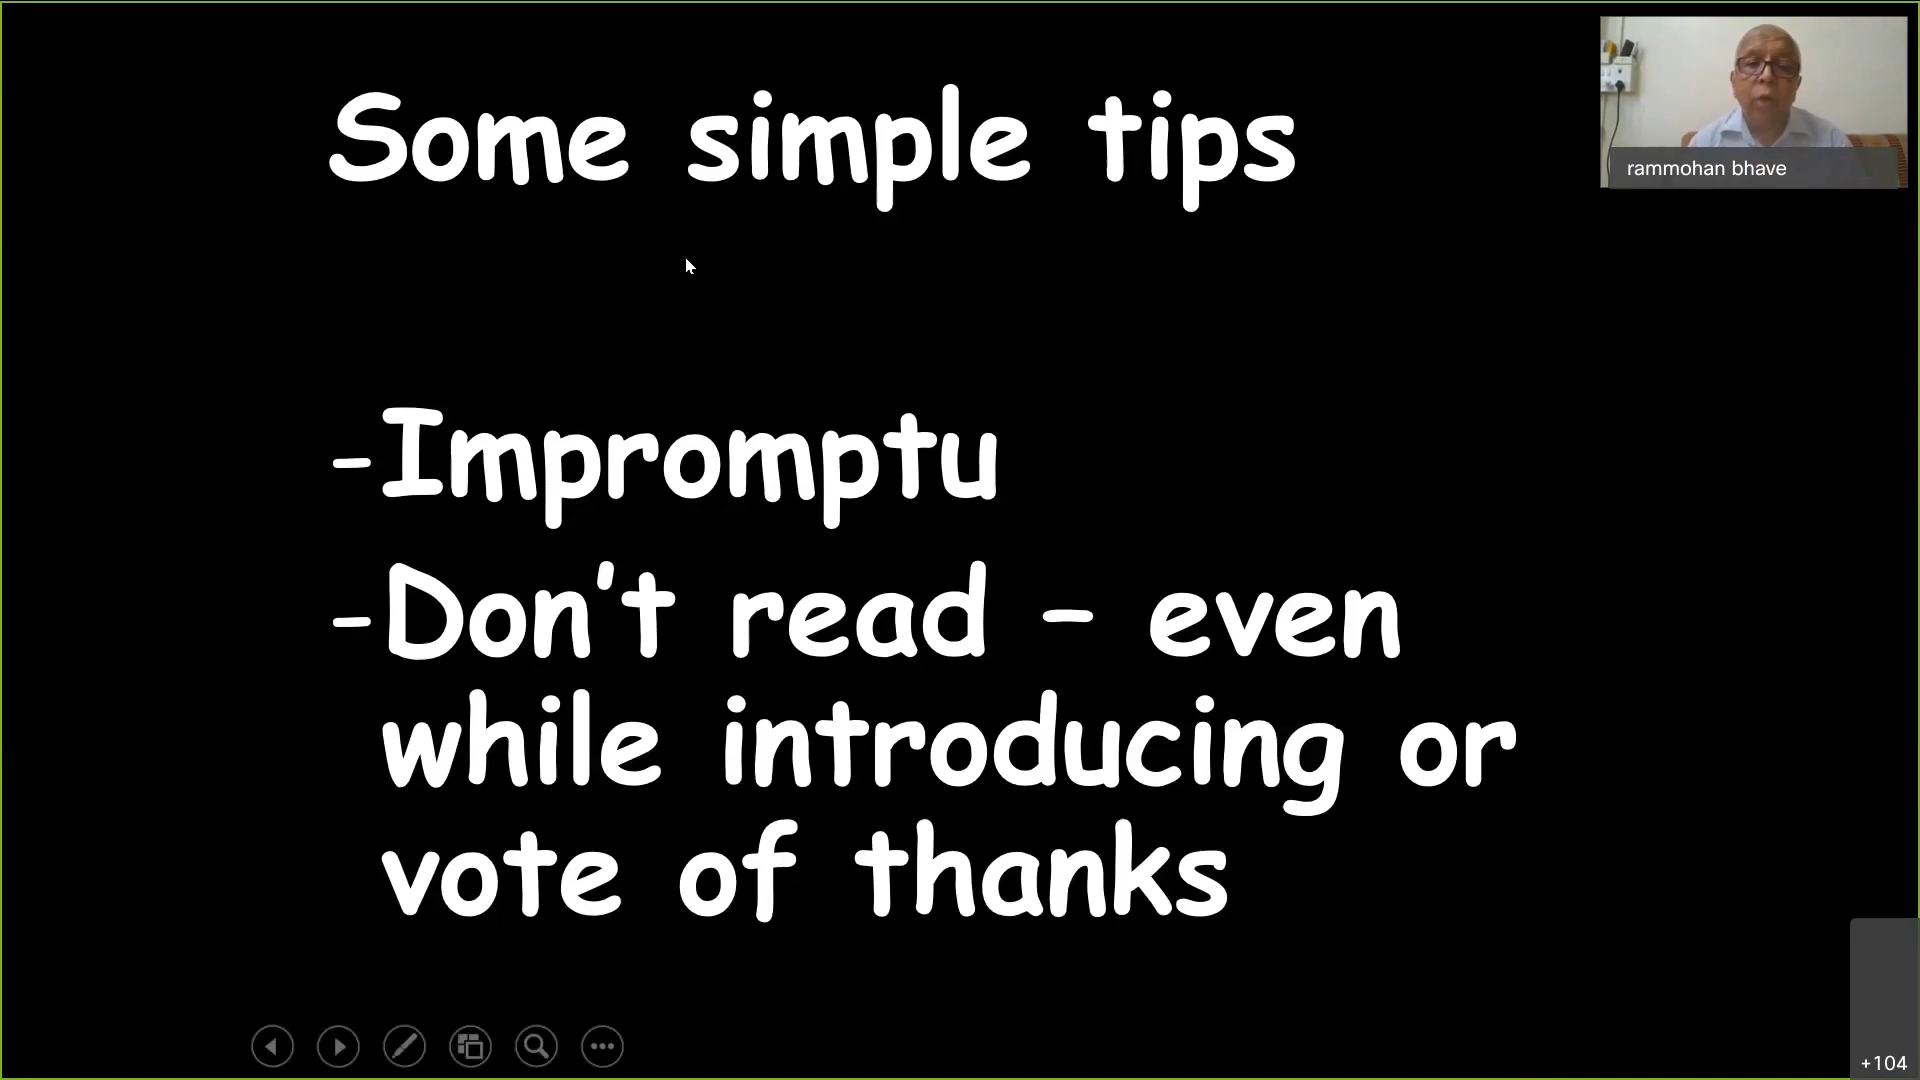 Some simple tips
rammohan bhave
-Impromptu
-Don't read – even
while introducing or
vote of thanks
+104